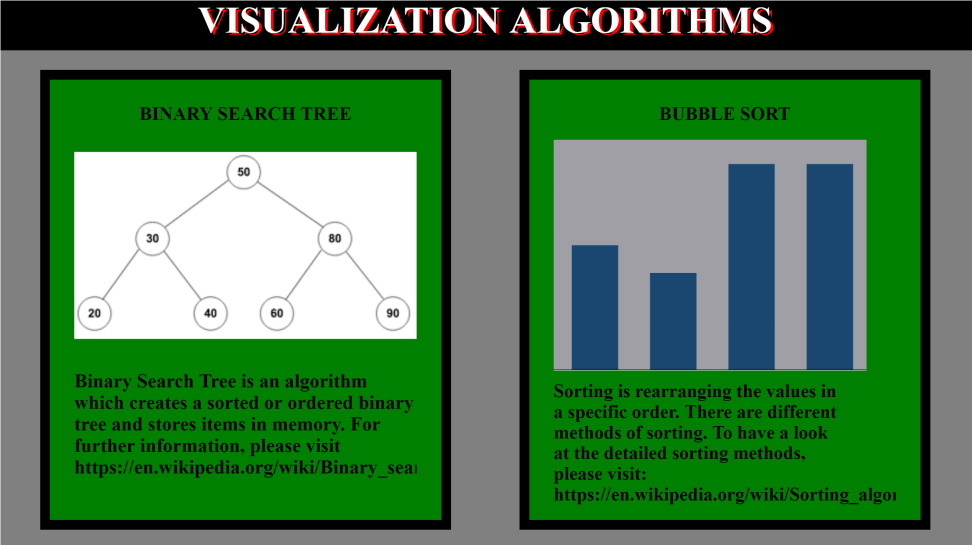 VISUALIZATION ALGORITHMS
BINARY SEARCH TREE
50
30
80
20
40
60
90
Binary Search Tree is an algorithm
which creates a sorted or ordered binary
tree and stores items in memory. For
further information, please visit
https://en.wikipedia.org/wiki/Binary_sear
BUBBLE SORT
Sorting is rearranging the values in
a specific order. There are different
methods of sorting. To have a look
at the detailed sorting methods,
please visit:
https://en.wikipedia.org/wiki/Sorting_algor